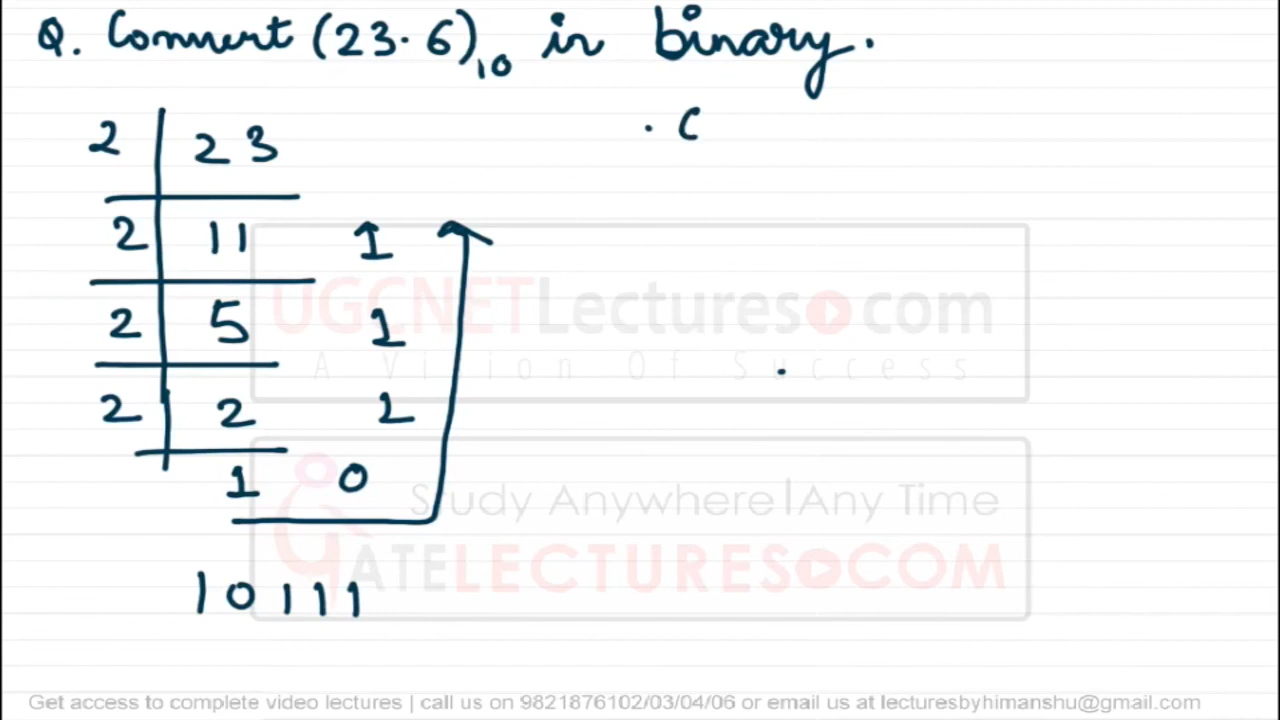 Q. Convert (23.6)10 in binary.
2 23 . C
2 11 1
2 5 1
2 2 1
1 0
10111
UGCNETLectures.com
A Vision Of Success
Study Anywhere|Any Time
GATELECTURES.COM
Get access to complete video lectures | call us on 9821876102/03/04/06 or email us at lecturesbyhimanshu@gmail.com